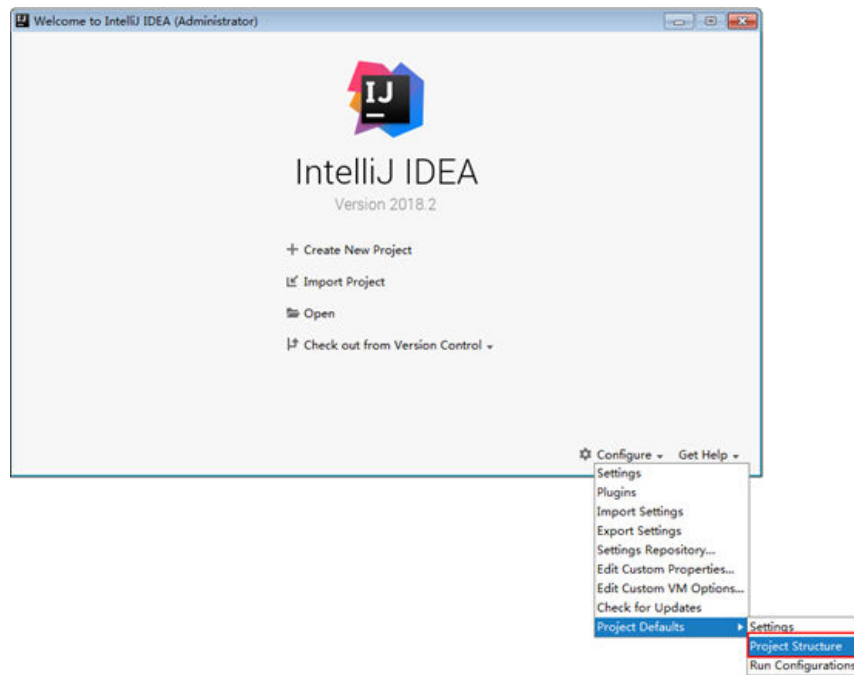 Welcome to IntelliJ IDEA (Administrator)
IJ
IntelliJ IDEA
Version 2018.2
Create New Project
Import Project
Open
Check out from Version Control
Configure Get Help
Settings
Plugins
Import Settings
Export Settings
Settings Repository...
Edit Custom Properties...
Edit Custom VM Options...
Check for Updates
Project Defaults Settings
Project Structure
Run Configurations